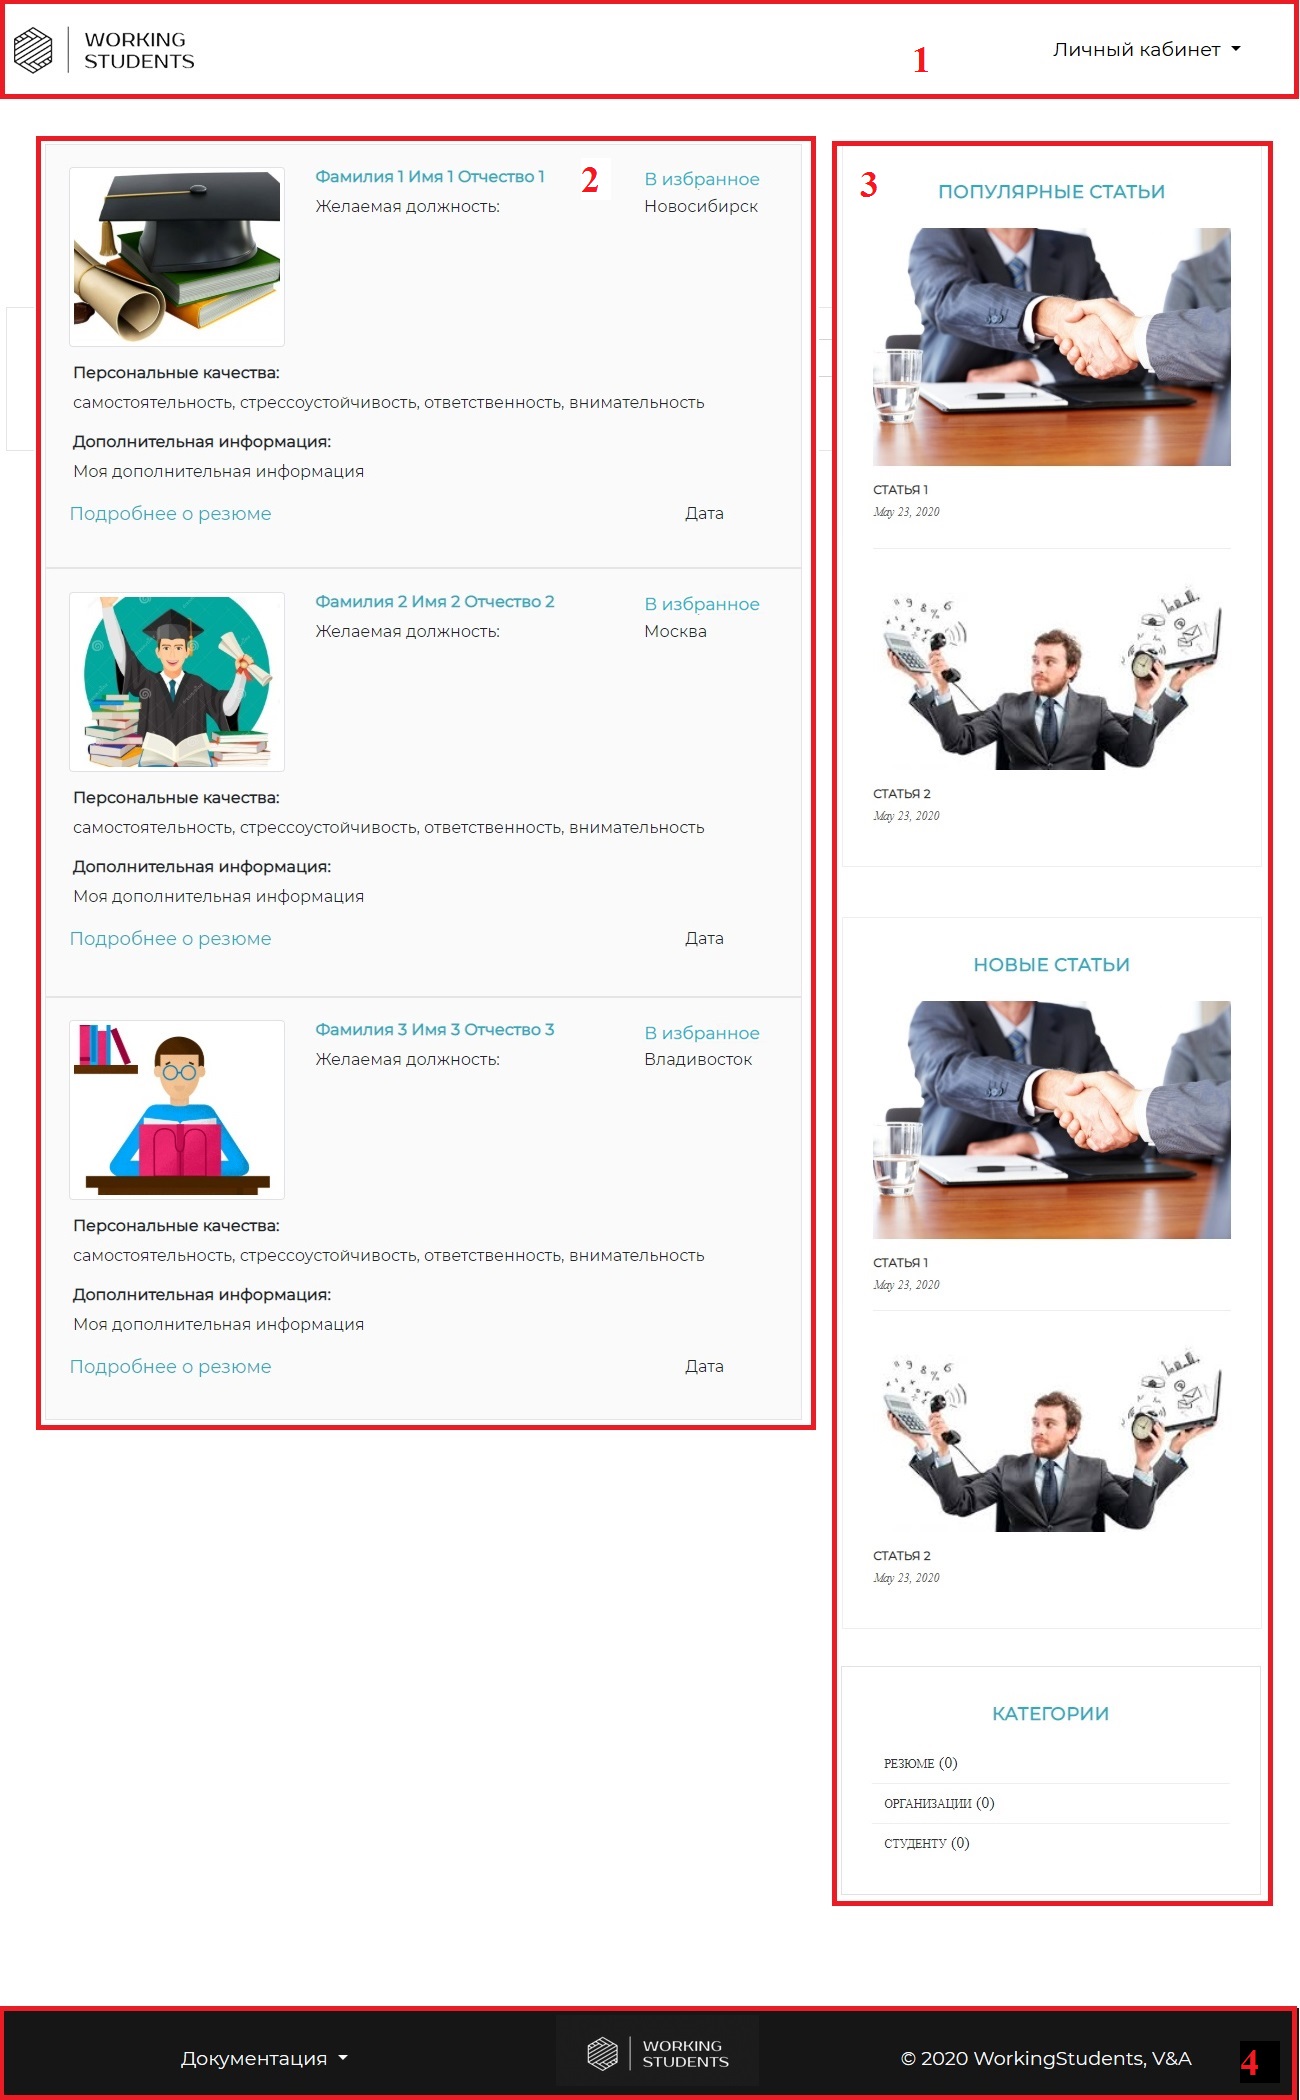 WORKING
STUDENTS
1
Личный кабинет
Фамилия 1 Имя 1 Отчество 1
2
В избранное
Желаемая должность:
Новосибирск
Персональные качества:
самостоятельность, стрессоустойчивость, ответственность, внимательность
Дополнительная информация:
Моя дополнительная информация
Подробнее о резюме
Дата
Фамилия 2 Имя 2 Отчество 2
В избранное
Желаемая должность:
Москва
Персональные качества:
самостоятельность, стрессоустойчивость, ответственность, внимательность
Дополнительная информация:
Моя дополнительная информация
Подробнее о резюме
Дата
Фамилия 3 Имя 3 Отчество 3
В избранное
Желаемая должность:
Владивосток
Персональные качества:
самостоятельность, стрессоустойчивость, ответственность, внимательность
Дополнительная информация:
Моя дополнительная информация
Подробнее о резюме
Дата
3
ПОПУЛЯРНЫЕ СТАТЬИ
СТАТЬЯ 1
May 23, 2020
СТАТЬЯ 2
May 23, 2020
НОВЫЕ СТАТЬИ
СТАТЬЯ 1
May 23, 2020
СТАТЬЯ 2
May 23, 2020
КАТЕГОРИИ
РЕЗЮМЕ (0)
ОРГАНИЗАЦИИ (0)
СТУДЕНТУ (0)
Документация
WORKING
STUDENTS
© 2020 WorkingStudents, V&A
4